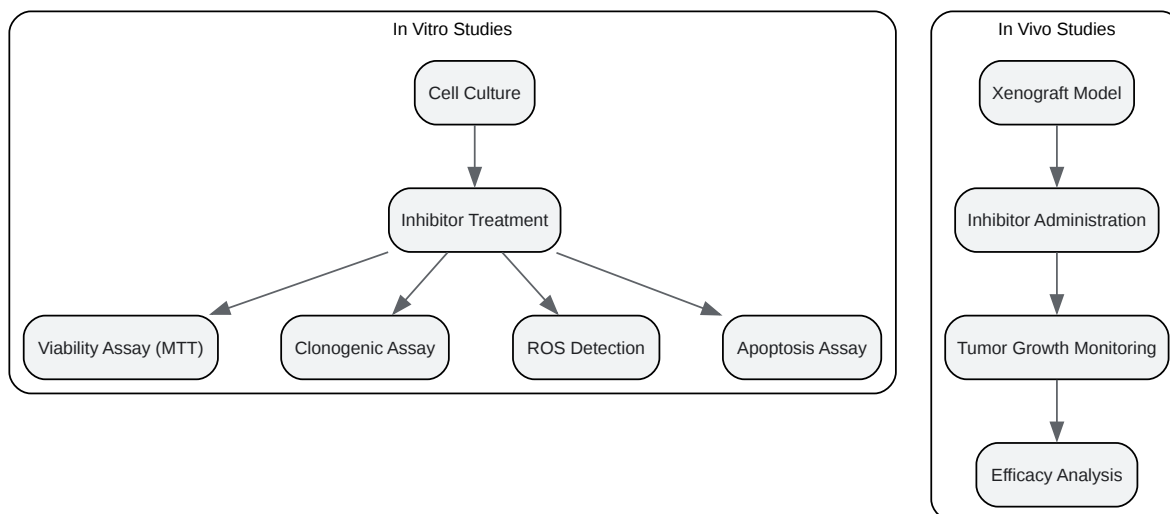 In Vitro Studies
Cell Culture
Inhibitor Treatment
Viability Assay (MTT)
Clonogenic Assay
ROS Detection
Apoptosis Assay
In Vivo Studies
Xenograft Model
Inhibitor Administration
Tumor Growth Monitoring
Efficacy Analysis